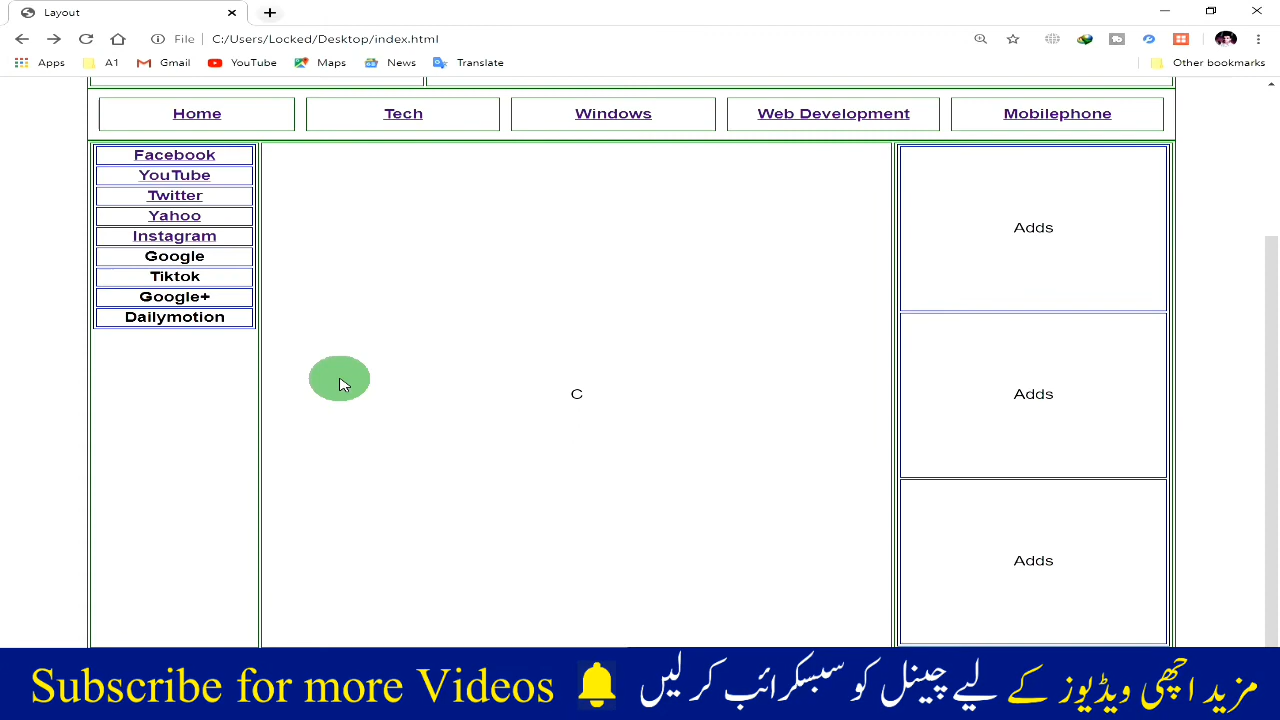 Layout
File C:/Users/Locked/Desktop/index.html
Apps A1 Gmail YouTube Maps News Translate Other bookmarks
Home Tech Windows Web Development Mobilephone
Facebook
YouTube
Twitter
Yahoo
Instagram
Google
Tiktok
Google+
Dailymotion
C
Adds
Adds
Adds
Subscribe for more Videos
مزید اچھی ویڈیوز کے لیے چینل کو سبسکرائب کر لیں